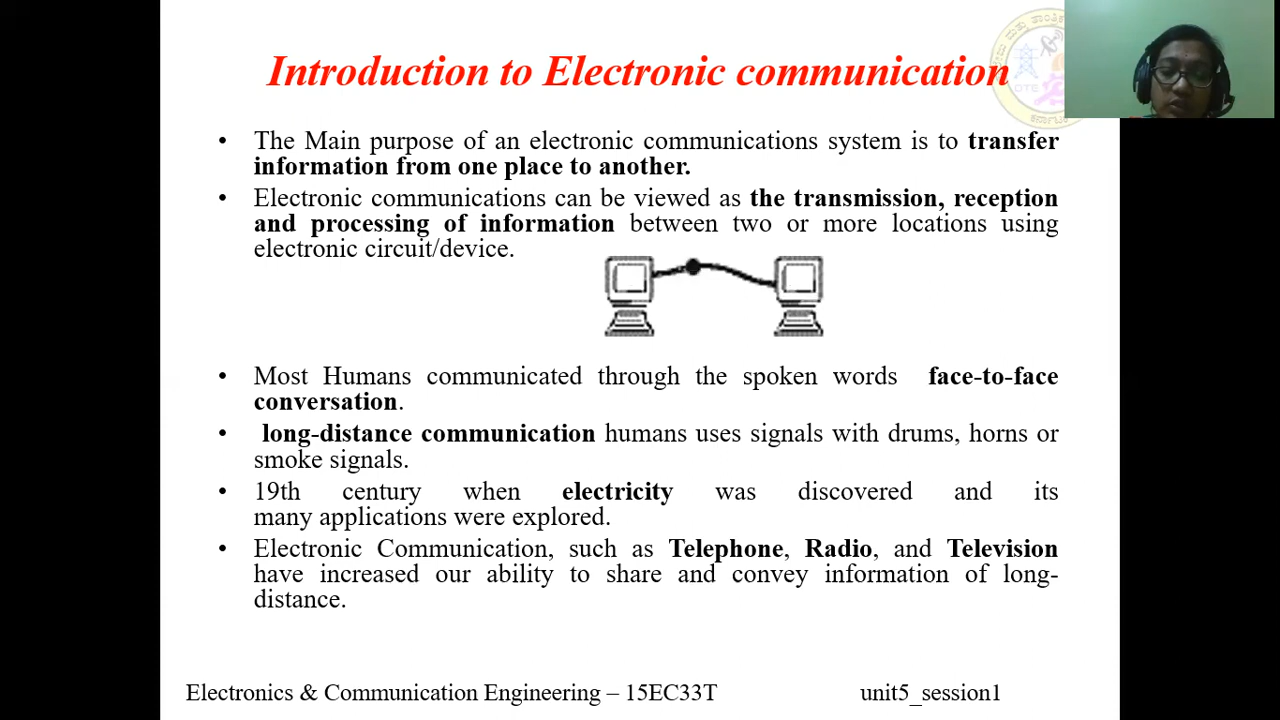 Introduction to Electronic communication
• The Main purpose of an electronic communications system is to transfer
information from one place to another.
• Electronic communications can be viewed as the transmission, reception
and processing of information between two or more locations using
electronic circuit/device.
• Most Humans communicated through the spoken words face-to-face
conversation.
• long-distance communication humans uses signals with drums, horns or
smoke signals.
• 19th century when electricity was discovered and its
many applications were explored.
• Electronic Communication, such as Telephone, Radio, and Television
have increased our ability to share and convey information of long-
distance.
Electronics & Communication Engineering – 15EC33T
unit5_session1